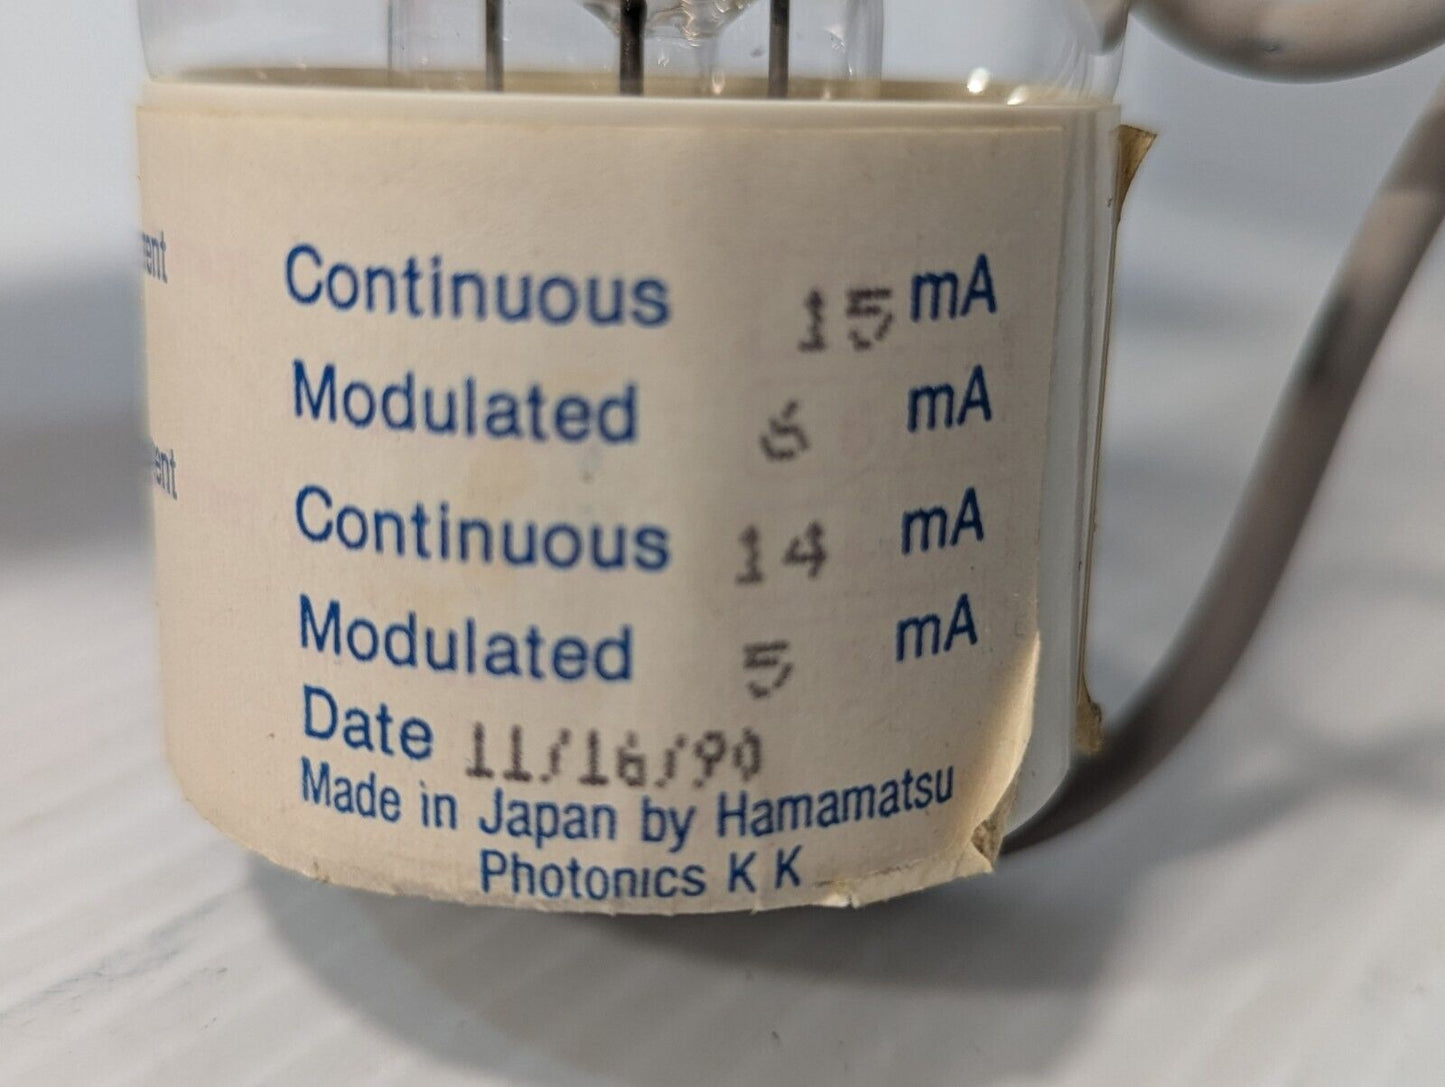 Continuous 15 mA
Modulated 6 mA
Continuous 14 mA
Modulated 5 mA
Date 11/16/90
Made in Japan by Hamamatsu
Photonics K K